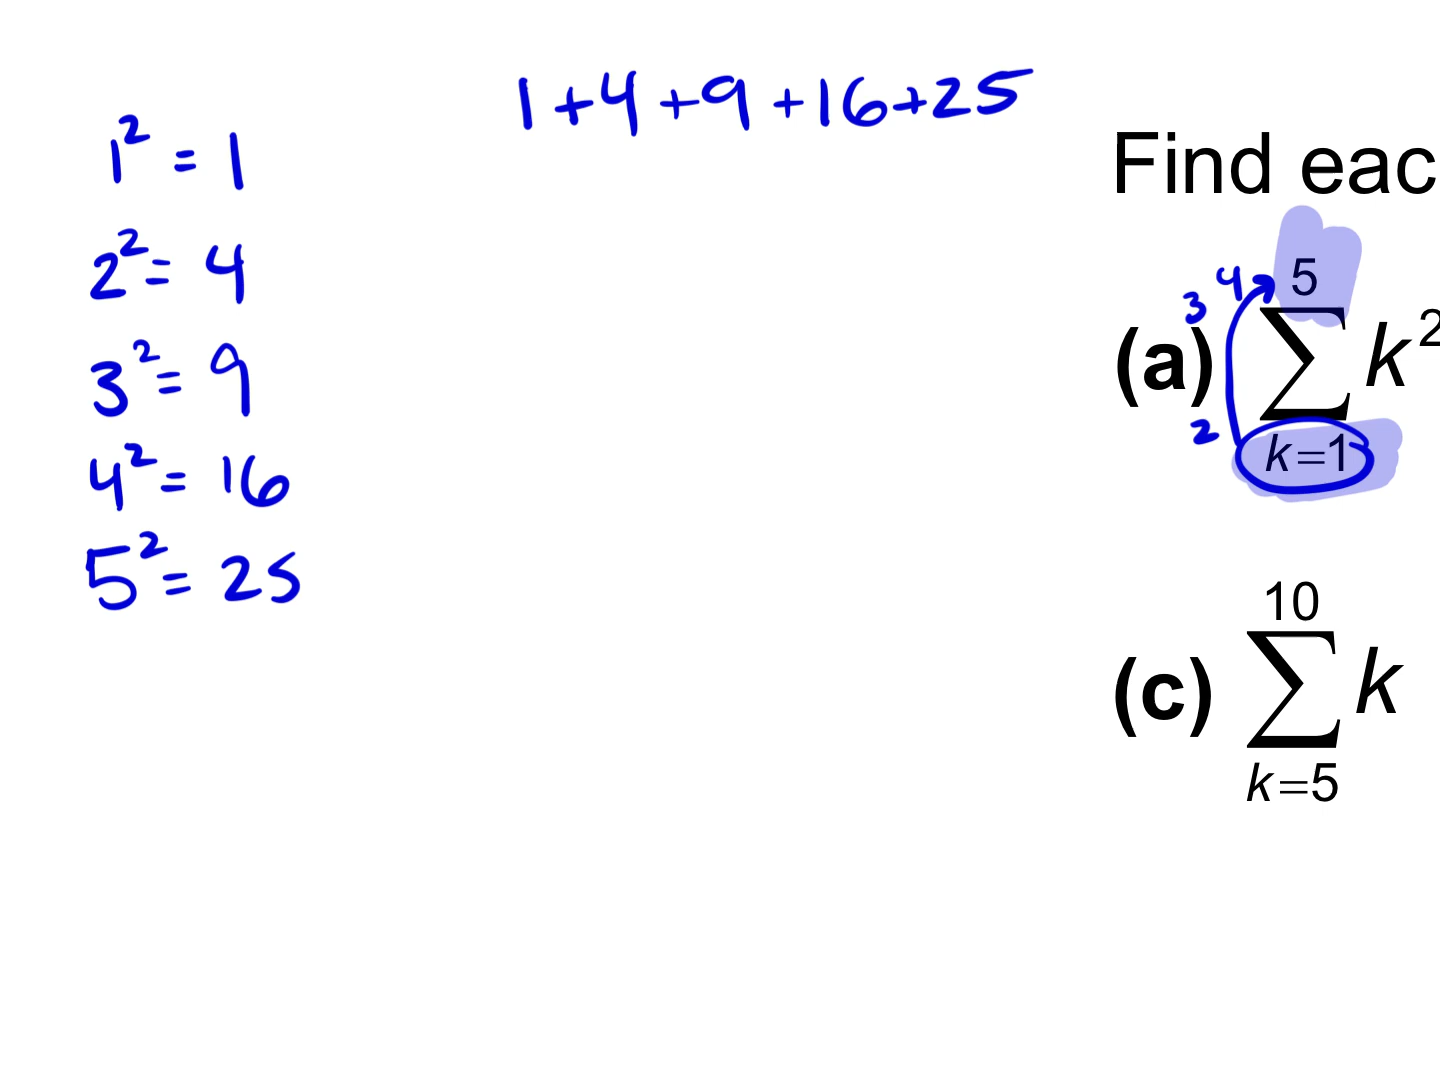 1+4+9+16+25
1² = 1
2² = 4
3² = 9
4² = 16
5² = 25
Find eac
3 4 5
(a) ∑ k²
2 k=1
10
(c) ∑ k
k=5